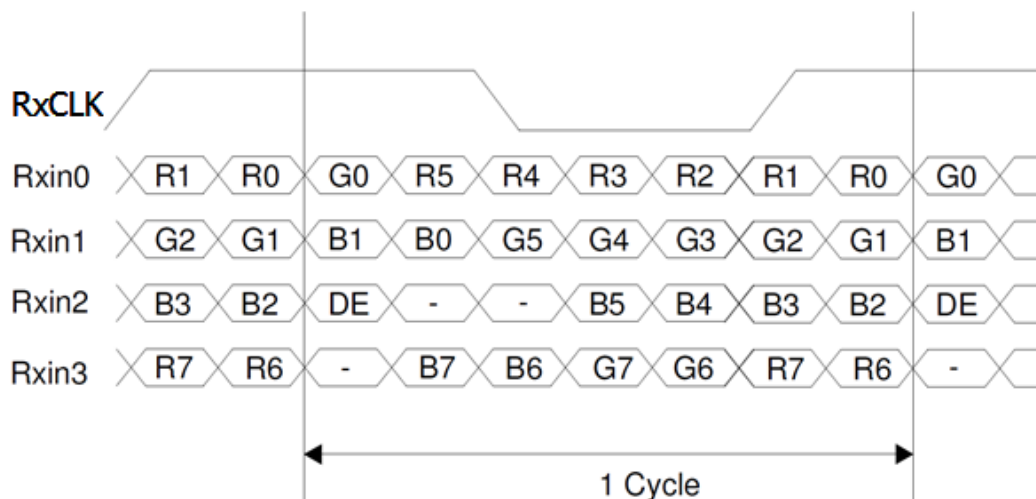 RxCLK
Rxin0 R1 R0 G0 R5 R4 R3 R2 R1 R0 G0
Rxin1 G2 G1 B1 B0 G5 G4 G3 G2 G1 B1
Rxin2 B3 B2 DE - - B5 B4 B3 B2 DE
Rxin3 R7 R6 - B7 B6 G7 G6 R7 R6 -
1 Cycle